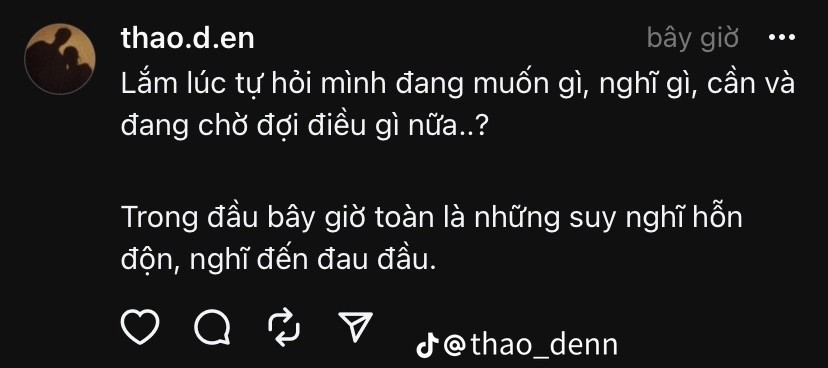 thao.d.en
bây giờ
Lắm lúc tự hỏi mình đang muốn gì, nghĩ gì, cần và
đang chờ đợi điều gì nữa..?
Trong đầu bây giờ toàn là những suy nghĩ hỗn
độn, nghĩ đến đau đầu.
@thao_denn